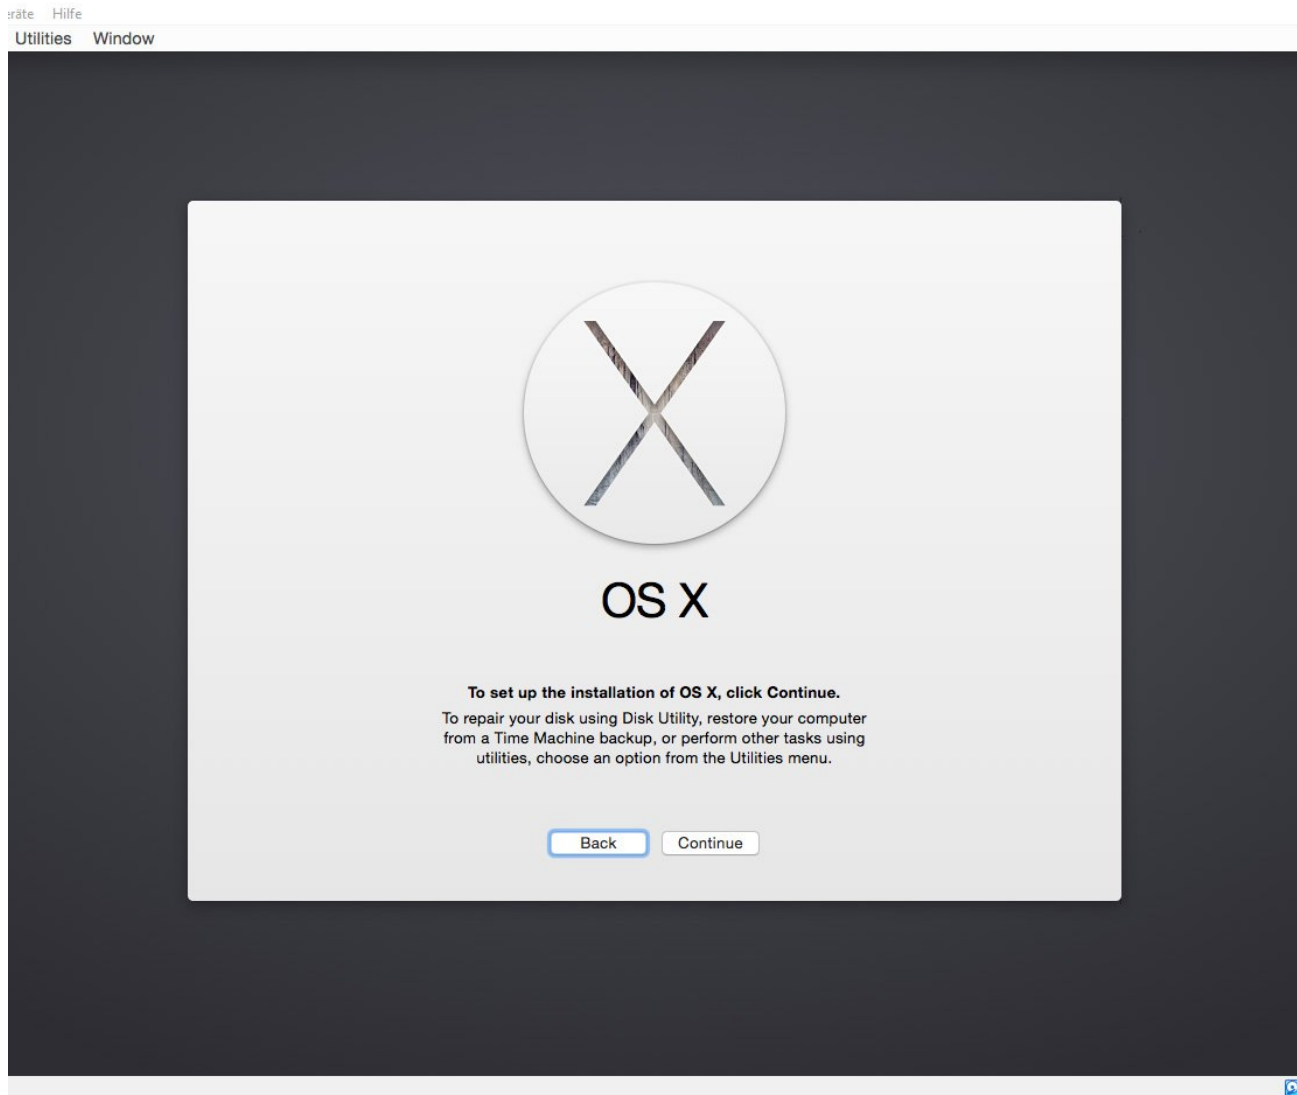 Hilfe
Utilities Window
OS X
To set up the installation of OS X, click Continue.
To repair your disk using Disk Utility, restore your computer
from a Time Machine backup, or perform other tasks using
utilities, choose an option from the Utilities menu.
Back Continue